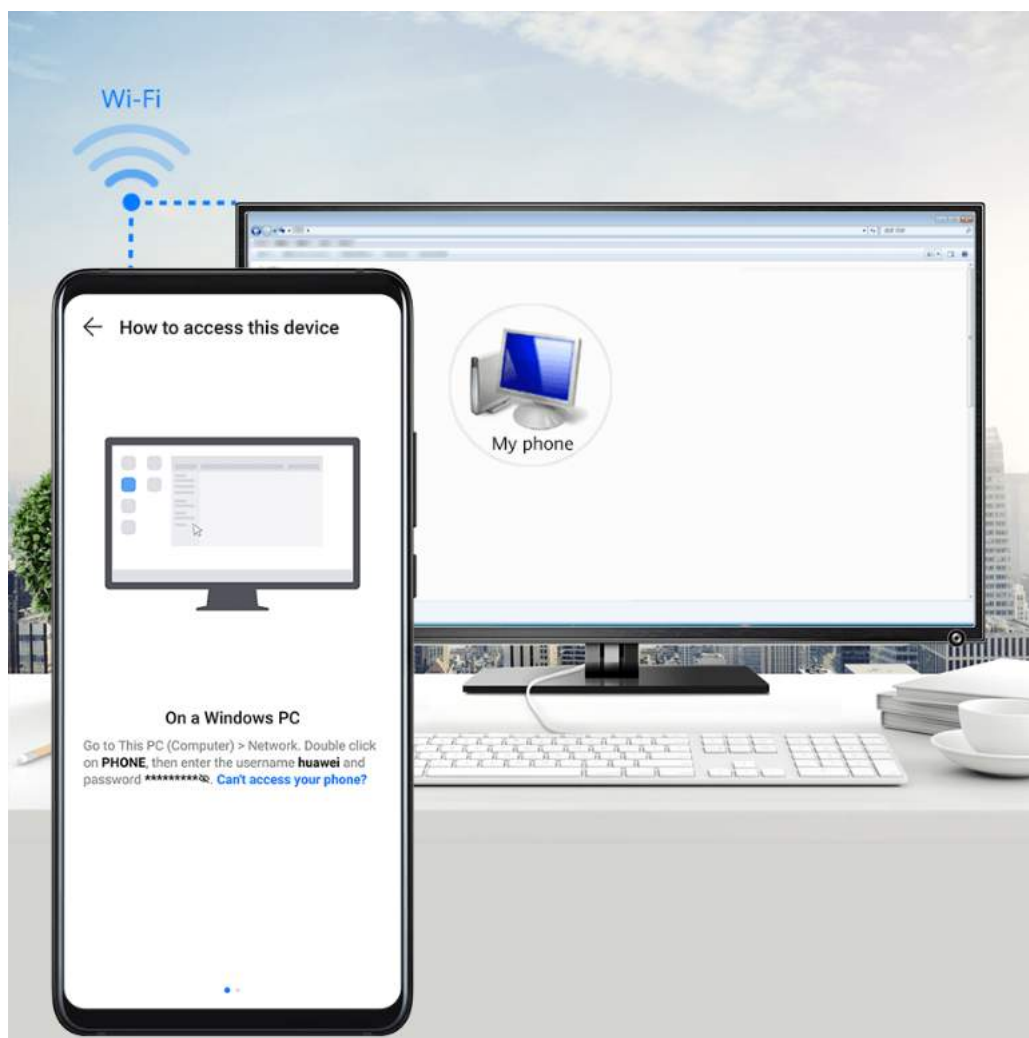 Wi-Fi
How to access this device
My phone
On a Windows PC
Go to This PC (Computer) > Network. Double click
on PHONE, then enter the username huawei and
password *********. Can't access your phone?